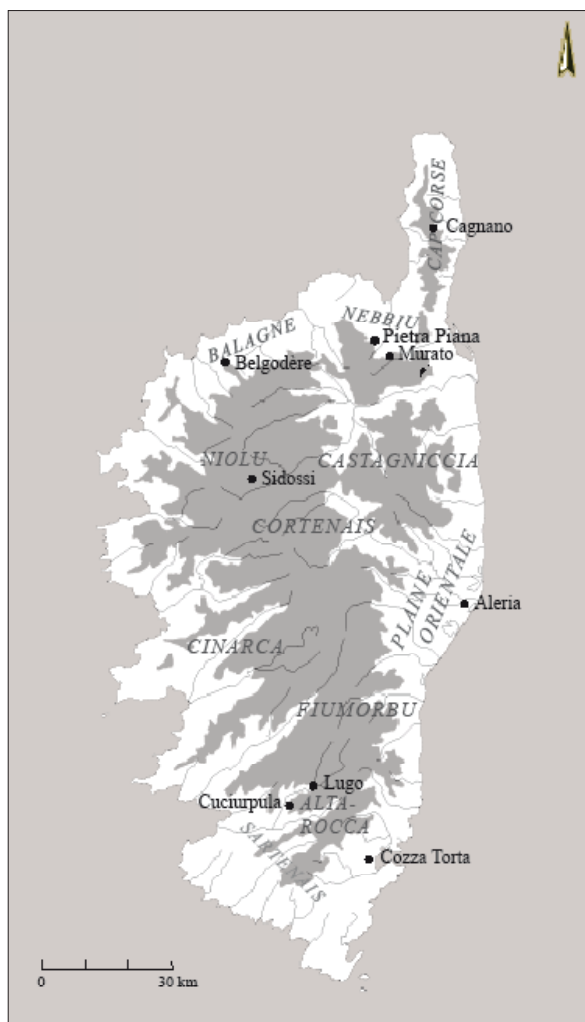 CAP CORSE
Cagnano
NEBBIU
Pietra Piana
BALAGNE
Murato
Belgodère
NIOLU
CASTAGNICCIA
Sidossi
CORTENAIS
PLAINE
ORIENTALE
Aleria
CINARCA
FIUMORBU
Lugo
Cuciurpula
ALTA-
ROCCA
SARTENAIS
Cozza Torta
0 30 km